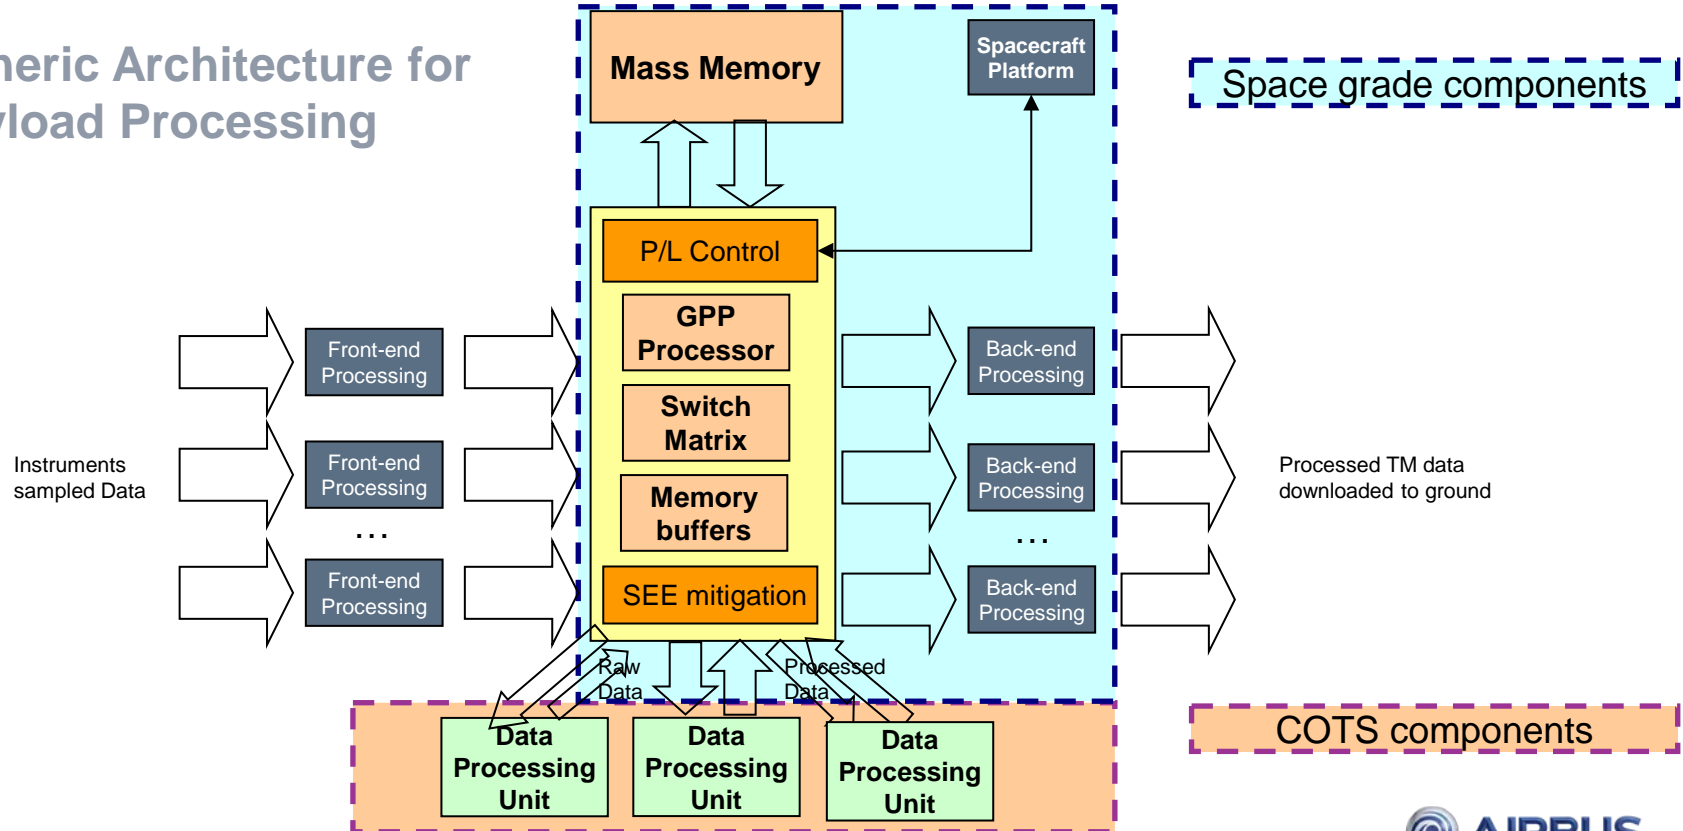 neric Architecture for
yload Processing
Mass Memory
Spacecraft
Platform
Space grade components
P/L Control
GPP
Processor
Switch
Matrix
Memory
buffers
SEE mitigation
Instruments
sampled Data
Front-end
Processing
Front-end
Processing
...
Front-end
Processing
Back-end
Processing
Back-end
Processing
...
Back-end
Processing
Processed TM data
downloaded to ground
Raw
Data
Processed
Data
Data
Processing
Unit
Data
Processing
Unit
Data
Processing
Unit
COTS components
AIRBUS